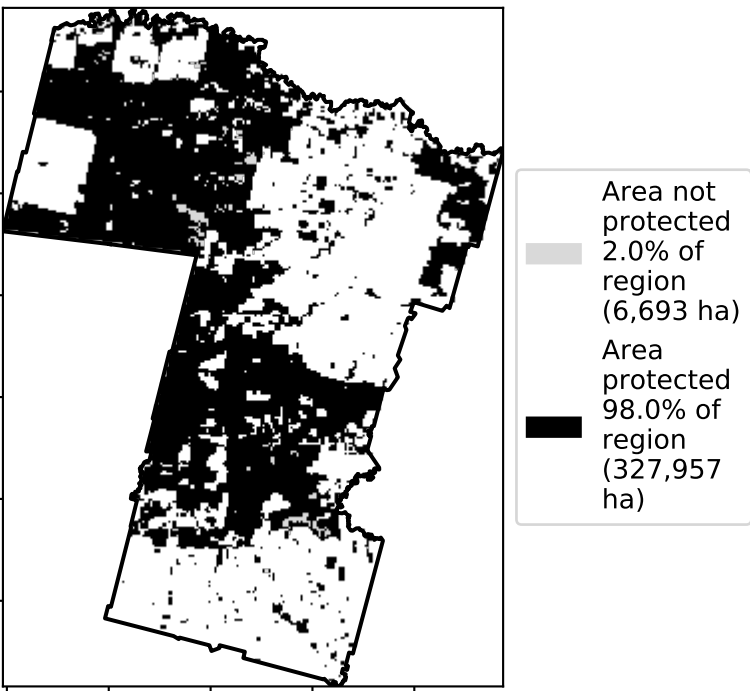 Area not
protected
2.0% of
region
(6,693 ha)
Area
protected
98.0% of
region
(327,957
ha)